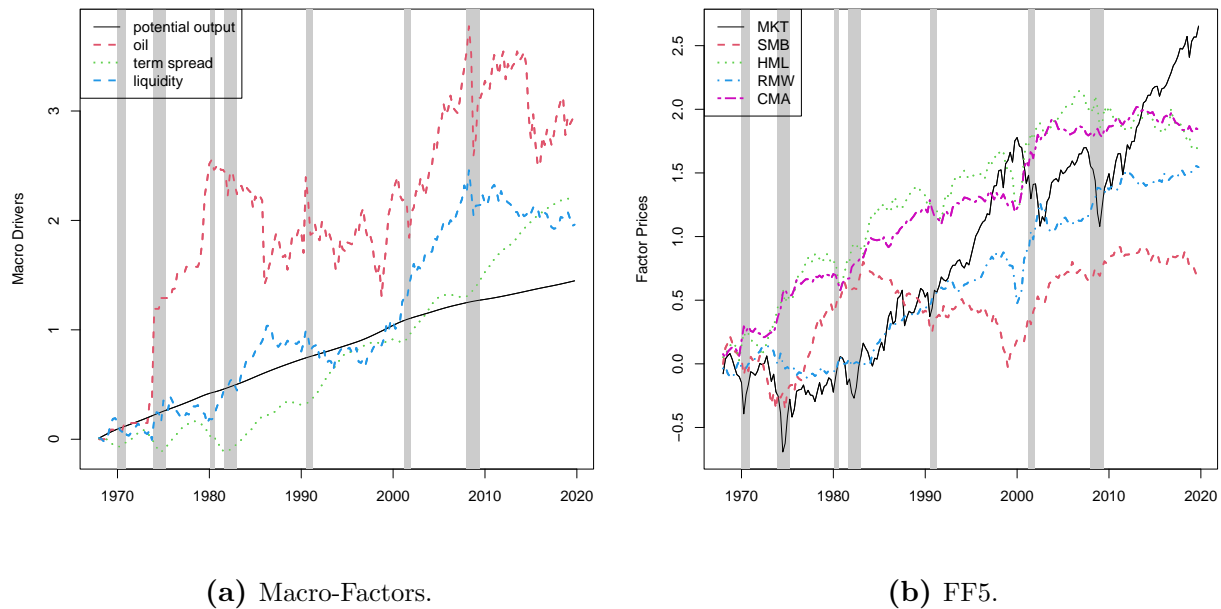 potential output
oil
term spread
liquidity
Macro Drivers
3
2
1
0
1970 1980 1990 2000 2010 2020
(a) Macro-Factors.
MKT
SMB
HML
RMW
CMA
Factor Prices
2.5
2.0
1.5
1.0
0.5
0.0
−0.5
1970 1980 1990 2000 2010 2020
(b) FF5.